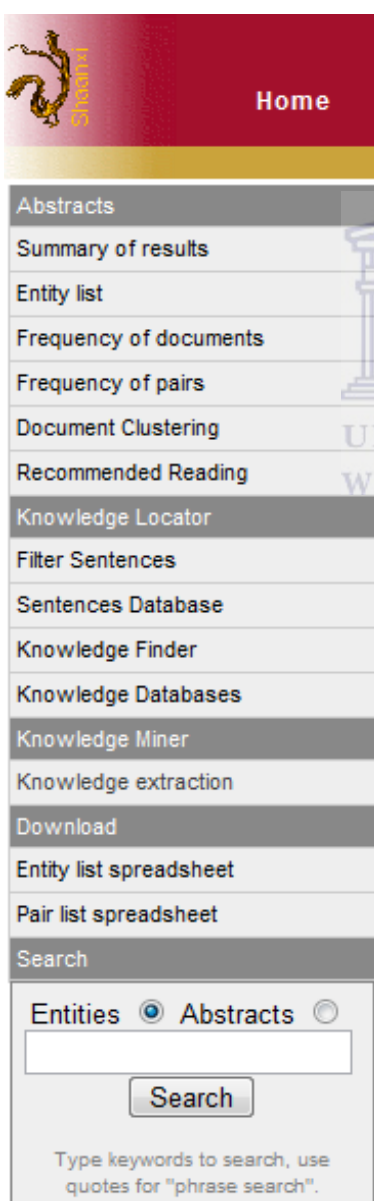 Shaanxi
Home
Abstracts
Summary of results
Entity list
Frequency of documents
Frequency of pairs
Document Clustering
U
Recommended Reading
W
Knowledge Locator
Filter Sentences
Sentences Database
Knowledge Finder
Knowledge Databases
Knowledge Miner
Knowledge extraction
Download
Entity list spreadsheet
Pair list spreadsheet
Search
Entities Abstracts
Search
Type keywords to search, use
quotes for "phrase search".